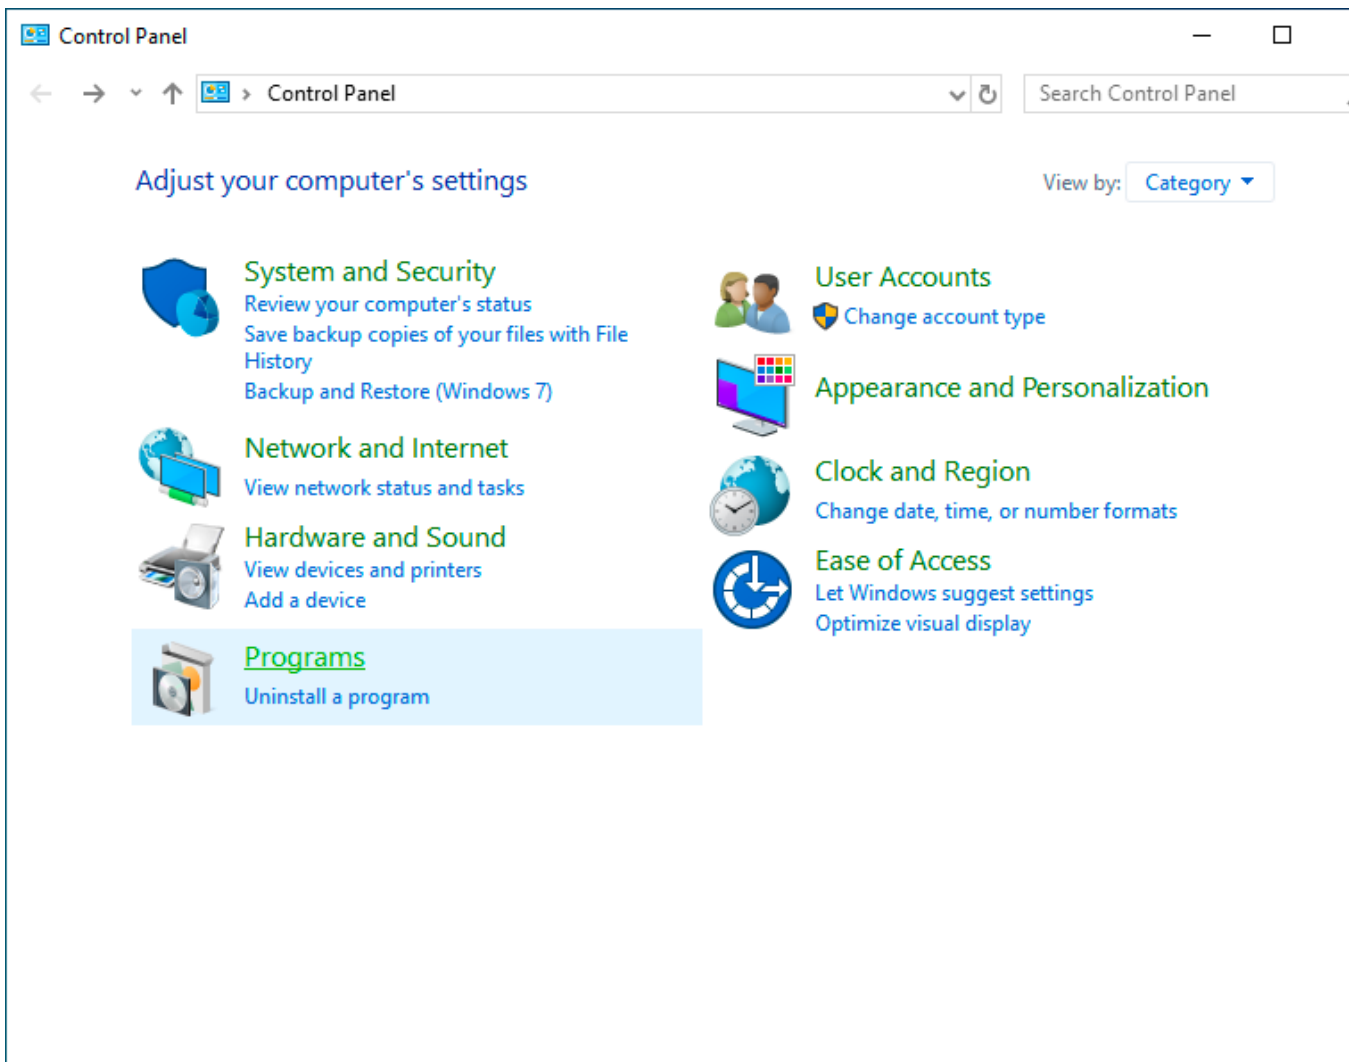 Control Panel
Control Panel
Search Control Panel
Adjust your computer's settings
View by: Category
System and Security
Review your computer's status
Save backup copies of your files with File
History
Backup and Restore (Windows 7)
Network and Internet
View network status and tasks
Hardware and Sound
View devices and printers
Add a device
Programs
Uninstall a program
User Accounts
Change account type
Appearance and Personalization
Clock and Region
Change date, time, or number formats
Ease of Access
Let Windows suggest settings
Optimize visual display